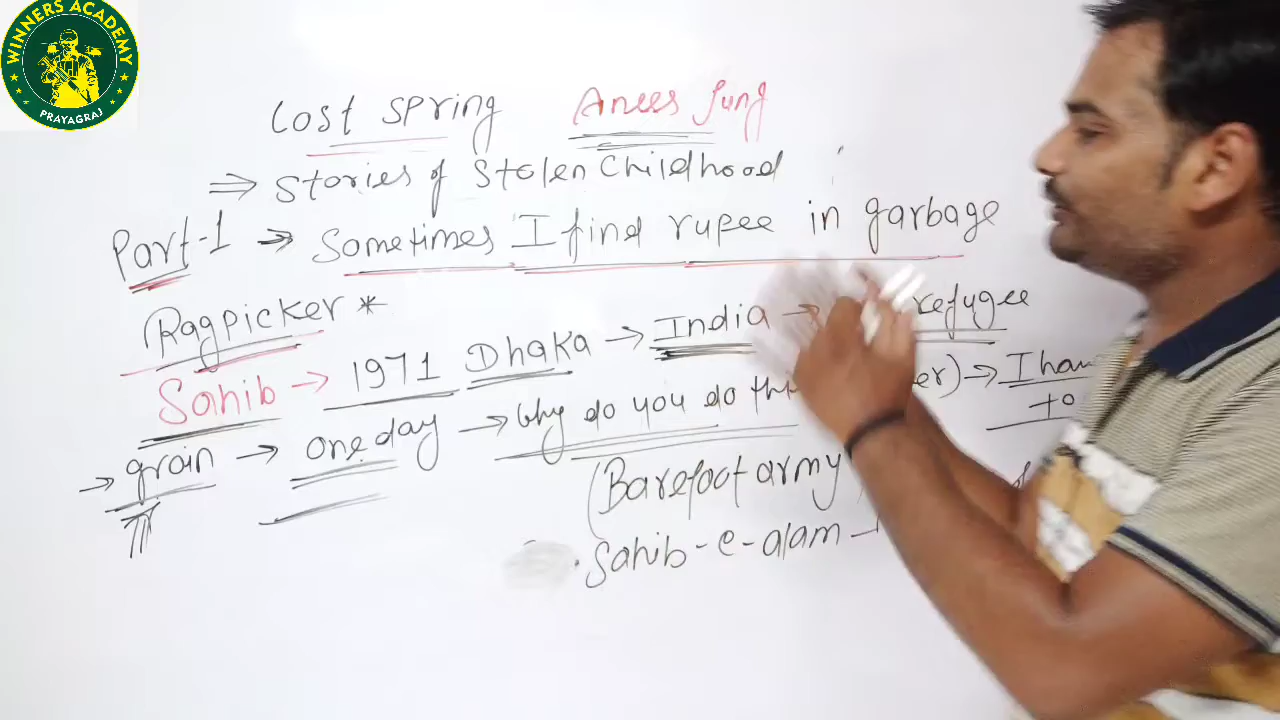 WINNERS ACADEMY
PRAYAGRAJ
Lost spring Anees Jung
⇒ Stories of Stolen Childhood
Part-1 → Sometimes I find rupee in garbage
Ragpicker *
Sahib → 1971 Dhaka → India → refugee
→ grain → one day → Why do you do → I
to
(Barefoot army
Sahib-e-alam -